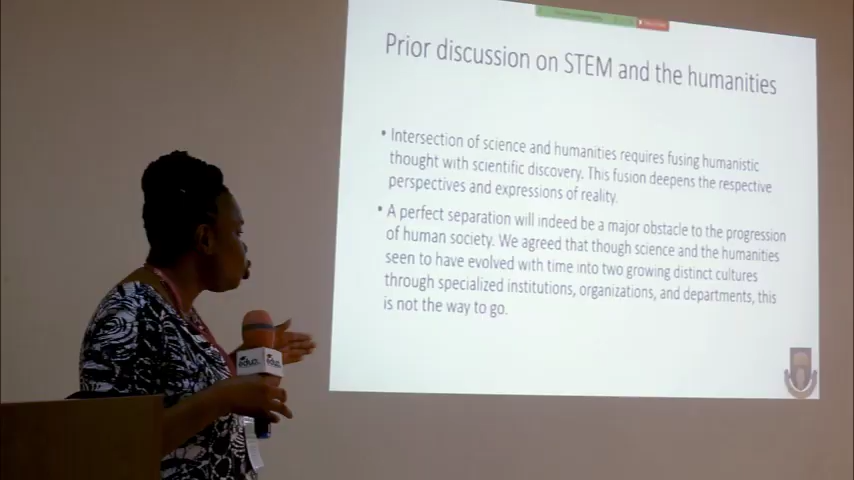 Prior discussion on STEM and the humanities
• Intersection of science and humanities requires fusing humanistic
thought with scientific discovery. This fusion deepens the respective
perspectives and expressions of reality.
• A perfect separation will indeed be a major obstacle to the progression
of human society. We agreed that though science and the humanities
seen to have evolved with time into two growing distinct cultures
through specialized institutions, organizations, and departments, this
is not the way to go.
educ